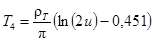 T₄ = ρ_T/π (ln(2u) − 0,451)